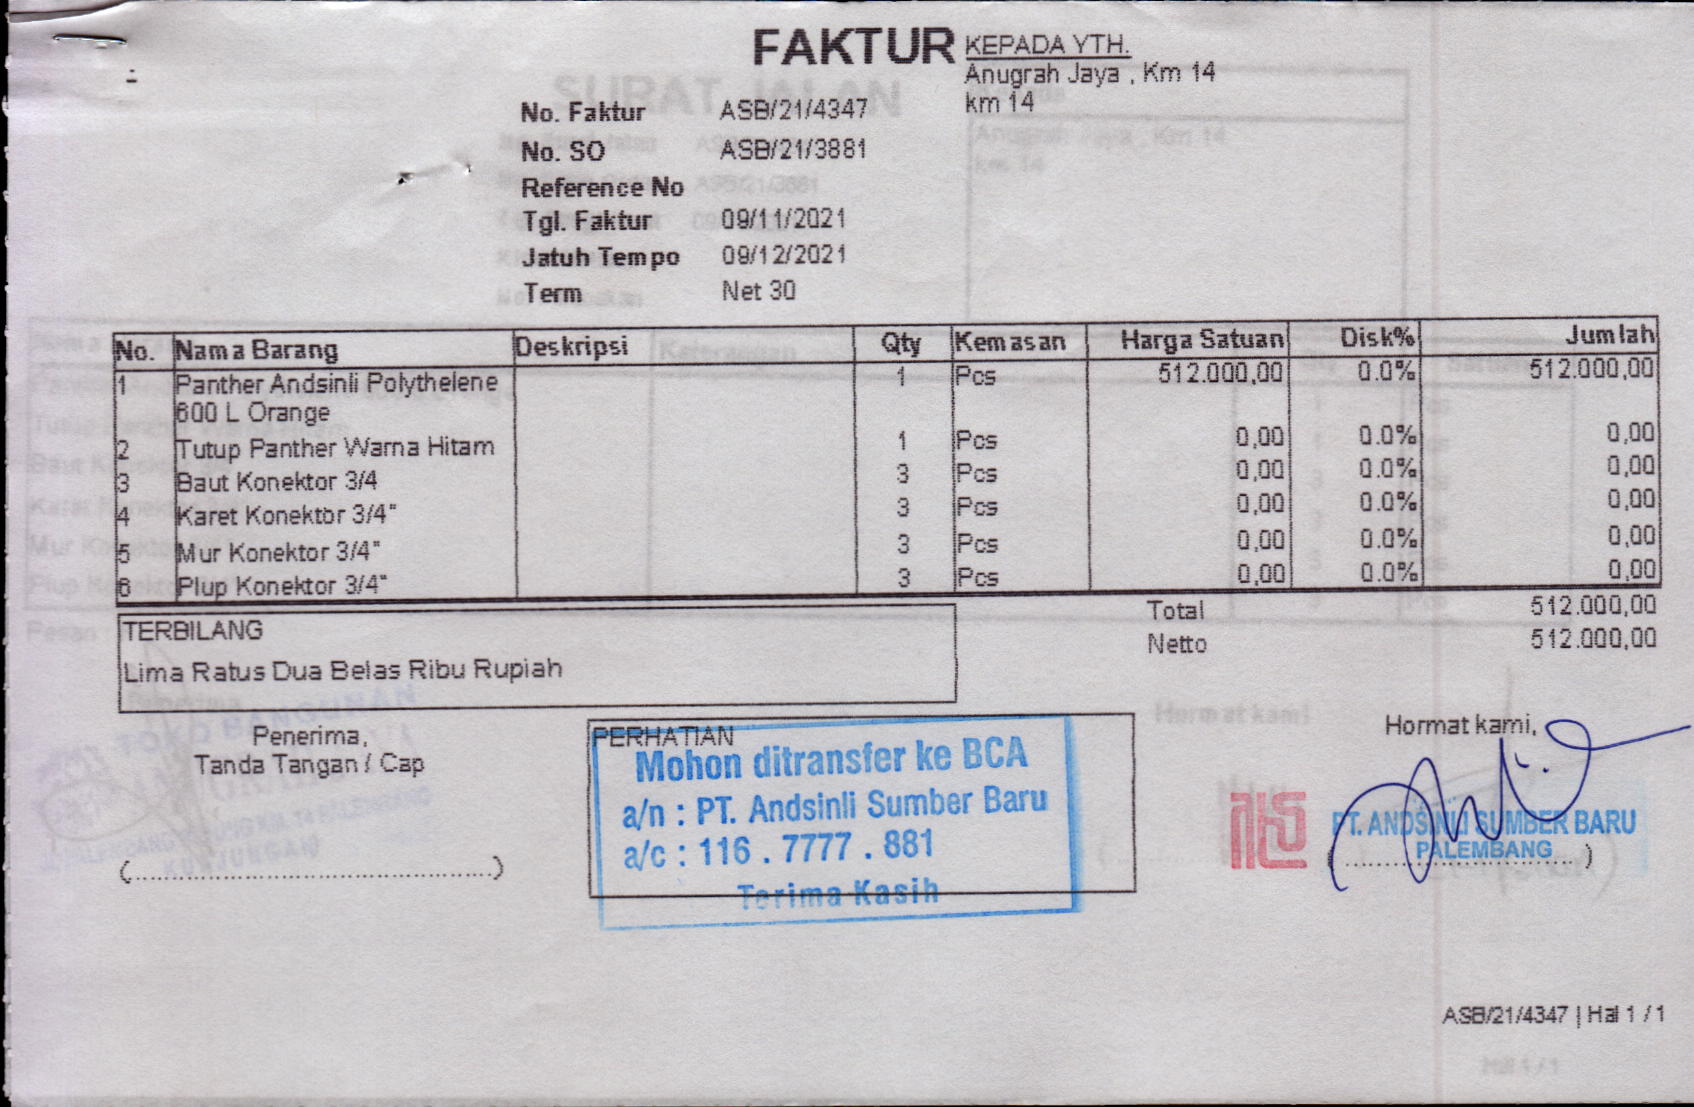 FAKTUR
KEPADA YTH.
Anugrah Jaya , Km 14
km 14
No. Faktur ASB/21/4347
No. SO ASB/21/3881
Reference No
Tgl. Faktur 09/11/2021
Jatuh Tempo 09/12/2021
Term Net 30
No. Nama Barang Deskripsi Qty Kemasan Harga Satuan Disk% Jumlah
1 Panther Andsinli Polythelene 1 Pcs 512.000,00 0.0% 512.000,00
600 L Orange
2 Tutup Panther Warna Hitam 1 Pcs 0,00 0.0% 0,00
3 Baut Konektor 3/4 3 Pcs 0,00 0.0% 0,00
4 Karet Konektor 3/4" 3 Pcs 0,00 0.0% 0,00
5 Mur Konektor 3/4" 3 Pcs 0,00 0.0% 0,00
6 Plup Konektor 3/4" 3 Pcs 0,00 0.0% 0,00
Total 512.000,00
Netto 512.000,00
TERBILANG
Lima Ratus Dua Belas Ribu Rupiah
Penerima,
Tanda Tangan / Cap
(..........................................)
PERHATIAN
Mohon ditransfer ke BCA
a/n : PT. Andsinli Sumber Baru
a/c : 116 . 7777 . 881
Terima Kasih
Hormat kami,
PT. ANDSINLI SUMBER BARU
PALEMBANG
(..............................)
ASB/21/4347 | Hal 1 / 1